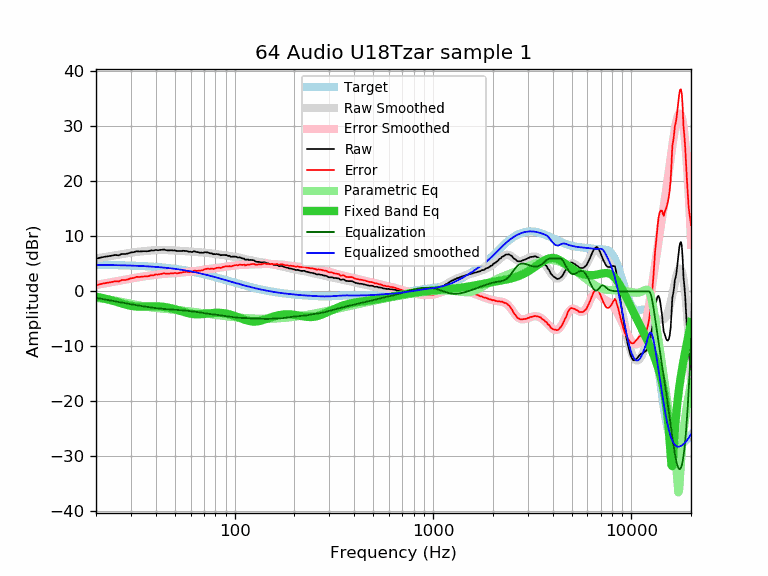 64 Audio U18Tzar sample 1
40
30
20
10
0
−10
−20
−30
−40
Amplitude (dBr)
Target
Raw Smoothed
Error Smoothed
Raw
Error
Parametric Eq
Fixed Band Eq
Equalization
Equalized smoothed
100
1000
10000
Frequency (Hz)